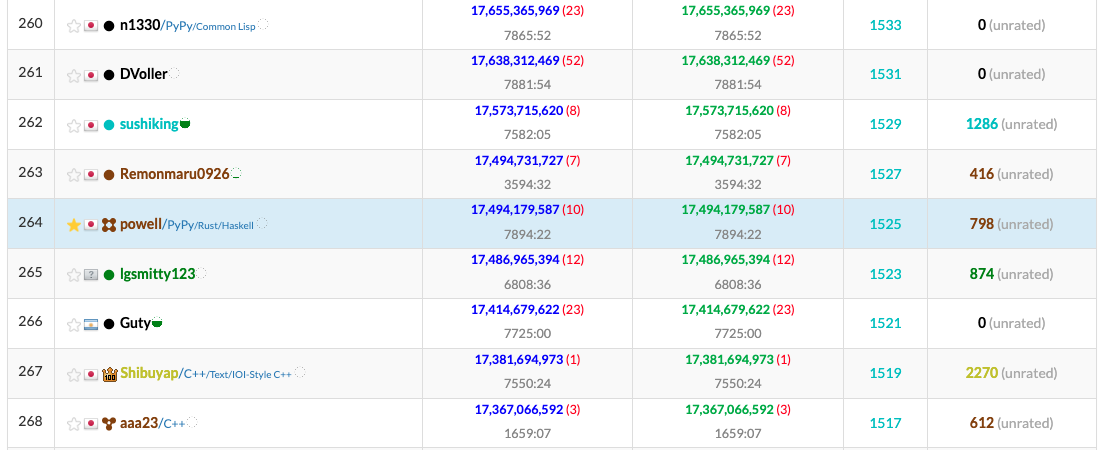 260 n1330/PyPy/Common Lisp 17,655,365,969 (23) 17,655,365,969 (23) 1533 0 (unrated)
7865:52 7865:52
261 DVoller 17,638,312,469 (52) 17,638,312,469 (52) 1531 0 (unrated)
7881:54 7881:54
262 sushiking 17,573,715,620 (8) 17,573,715,620 (8) 1529 1286 (unrated)
7582:05 7582:05
263 Remonmaru0926 17,494,731,727 (7) 17,494,731,727 (7) 1527 416 (unrated)
3594:32 3594:32
264 powell/PyPy/Rust/Haskell 17,494,179,587 (10) 17,494,179,587 (10) 1525 798 (unrated)
7894:22 7894:22
265 lgsmitty123 17,486,965,394 (12) 17,486,965,394 (12) 1523 874 (unrated)
6808:36 6808:36
266 Guty 17,414,679,622 (23) 17,414,679,622 (23) 1521 0 (unrated)
7725:00 7725:00
267 Shibuyap/C++/Text/IOI-Style C++ 17,381,694,973 (1) 17,381,694,973 (1) 1519 2270 (unrated)
7550:24 7550:24
268 aaa23/C++ 17,367,066,592 (3) 17,367,066,592 (3) 1517 612 (unrated)
1659:07 1659:07